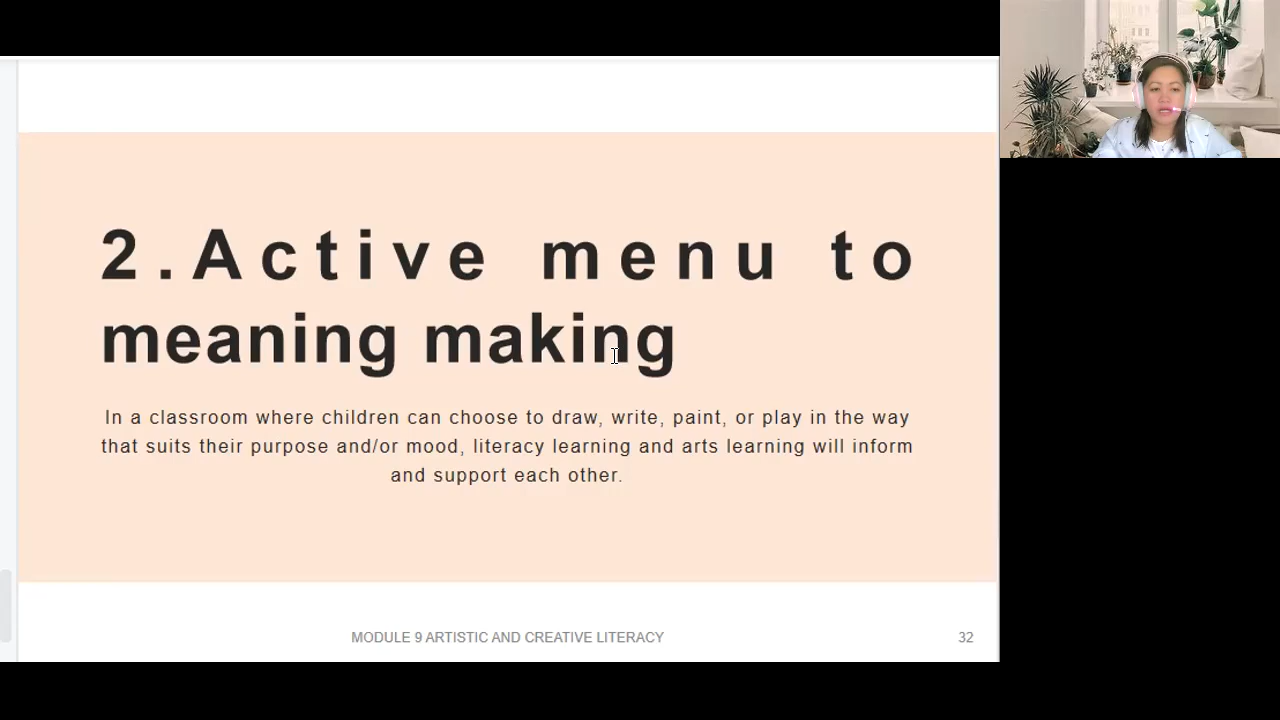 2.Active menu to
meaning making
In a classroom where children can choose to draw, write, paint, or play in the way
that suits their purpose and/or mood, literacy learning and arts learning will inform
and support each other.
MODULE 9 ARTISTIC AND CREATIVE LITERACY
32